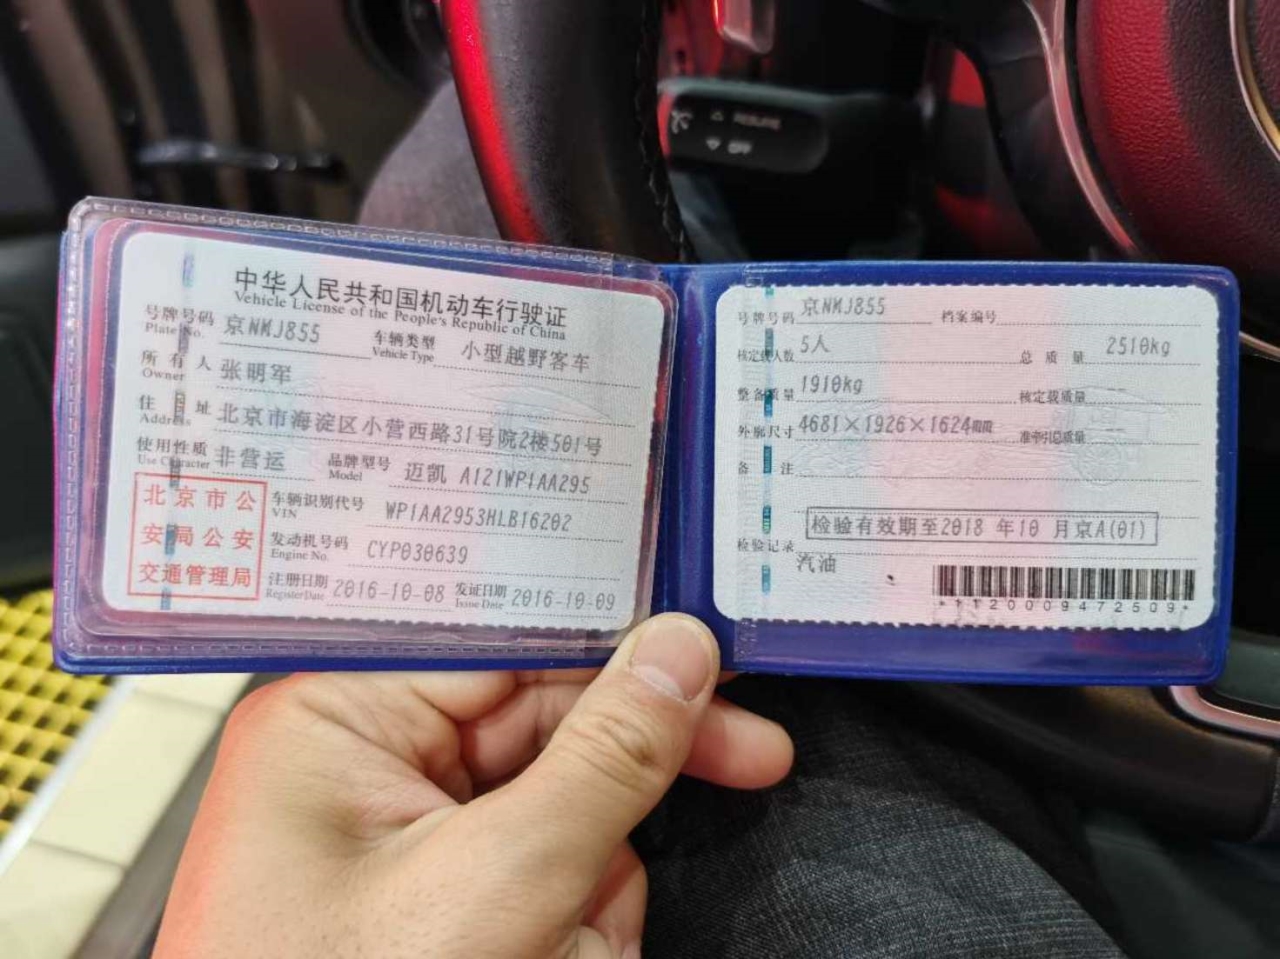 RESUME
OFF
中华人民共和国机动车行驶证
Vehicle License of the People's Republic of China
号牌号码 京NMJ855 车辆类型 小型越野客车
Plate No. Vehicle Type
所有人 张明军
Owner
住址 北京市海淀区小营西路31号院2楼501号
Address
使用性质 非营运 品牌型号 迈凯 A121WP1AA295
Use Character Model
北京市公
安局公安
交通管理局
车辆识别代号 WP1AA2953HLB16202
VIN
发动机号码 CYP030639
Engine No.
注册日期 2016-10-08 发证日期 2016-10-09
Register Date Issue Date
号牌号码 京NMJ855 档案编号
核定载人数 5人 总质量 2510kg
整备质量 1910kg 核定载质量 --
外廓尺寸 4681×1926×1624mm 准牵引总质量 --
备注
检验有效期至2018 年10 月京A(01)
检验记录
汽油
*1120009472509*